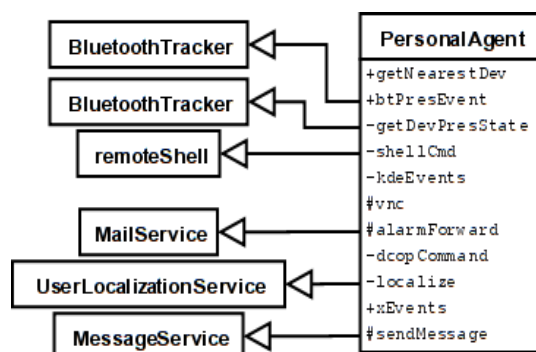 BluetoothTracker
BluetoothTracker
remoteShell
MailService
UserLocalizationService
MessageService
PersonalAgent
+getNearestDev
+btPresEvent
-getDevPresState
-shellCmd
-kdeEvents
#vnc
#alarmForward
-dcopCommand
-localize
+xEvents
#sendMessage